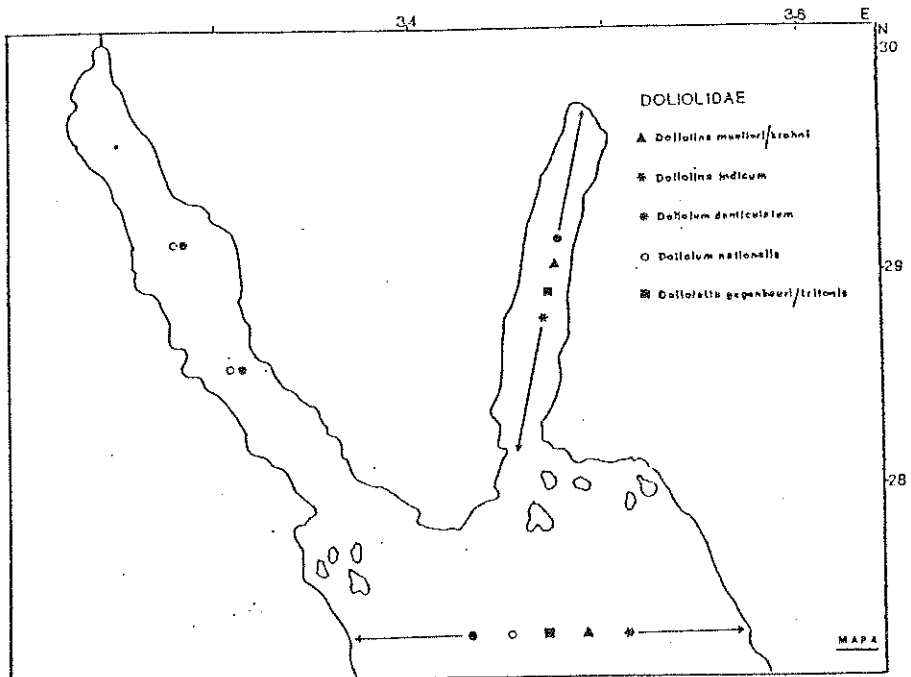 34 36 E
N
30
DOLIOLIDAE
Doliolina muelleri/krohni
Doliolina indicum
Doliolum denticulatum
Doliolum nationalis
29
Dolioletta gegenbauri/tritonis
28
MAPA